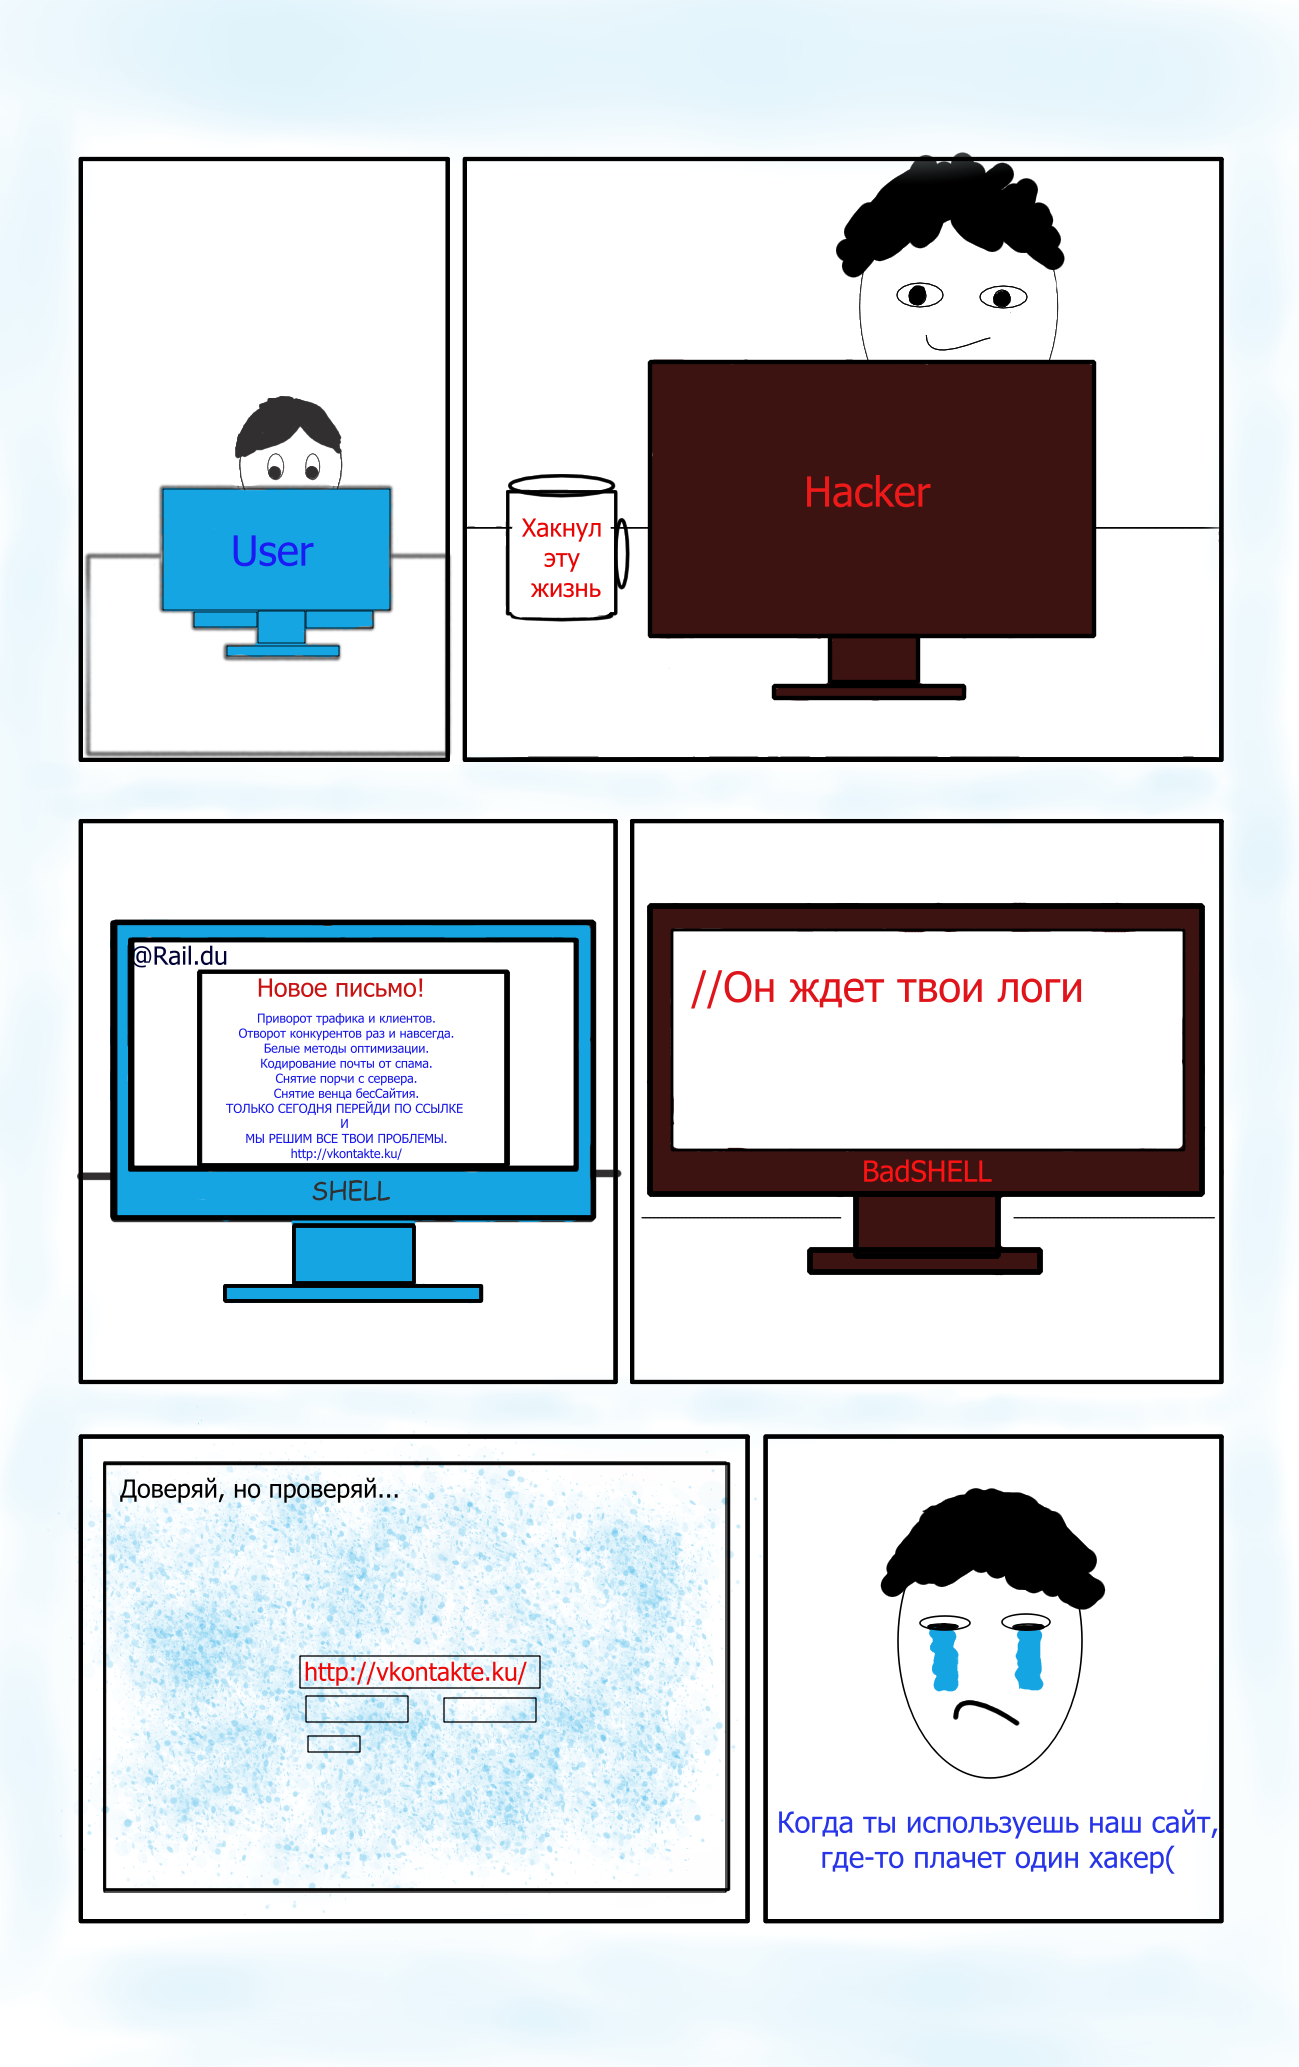 User
Hacker
Хакнул
эту
жизнь
@Rail.du
Новое письмо!
Приворот трафика и клиентов.
Отворот конкурентов раз и навсегда.
Белые методы оптимизации.
Кодирование почты от спама.
Снятие порчи с сервера.
Снятие венца бесСайтия.
ТОЛЬКО СЕГОДНЯ ПЕРЕЙДИ ПО ССЫЛКЕ
И
МЫ РЕШИМ ВСЕ ТВОИ ПРОБЛЕМЫ.
http://vkontakte.ku/
SHELL
//Он ждет твои логи
BadSHELL
Доверяй, но проверяй...
http://vkontakte.ku/
Когда ты используешь наш сайт,
где-то плачет один хакер(